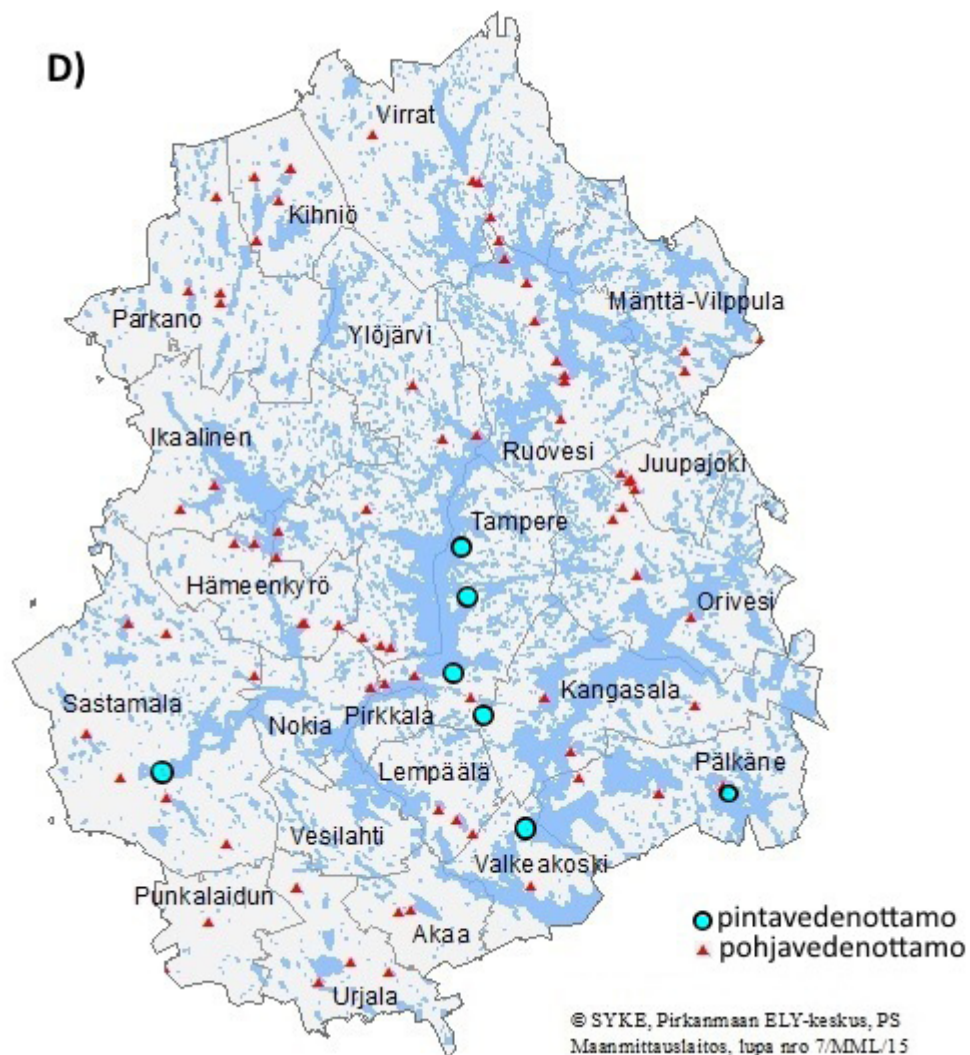 D)
Virrat
Kihniö
Mänttä-Vilppula
Parkano
Ylöjärvi
Ikaalinen
Ruovesi
Juupajoki
Tampere
Hämeenkyrö
Orivesi
Sastamala
Kangasala
Nokia
Pirkkala
Lempäälä
Pälkäne
Vesilahti
Valkeakoski
Punkalaidun
Akaa
Urjala
pintavedenottamo
pohjavedenottamo
© SYKE, Pirkanmaan ELY-keskus, PS
Maanmittauslaitos, lupa nro 7/MML/15